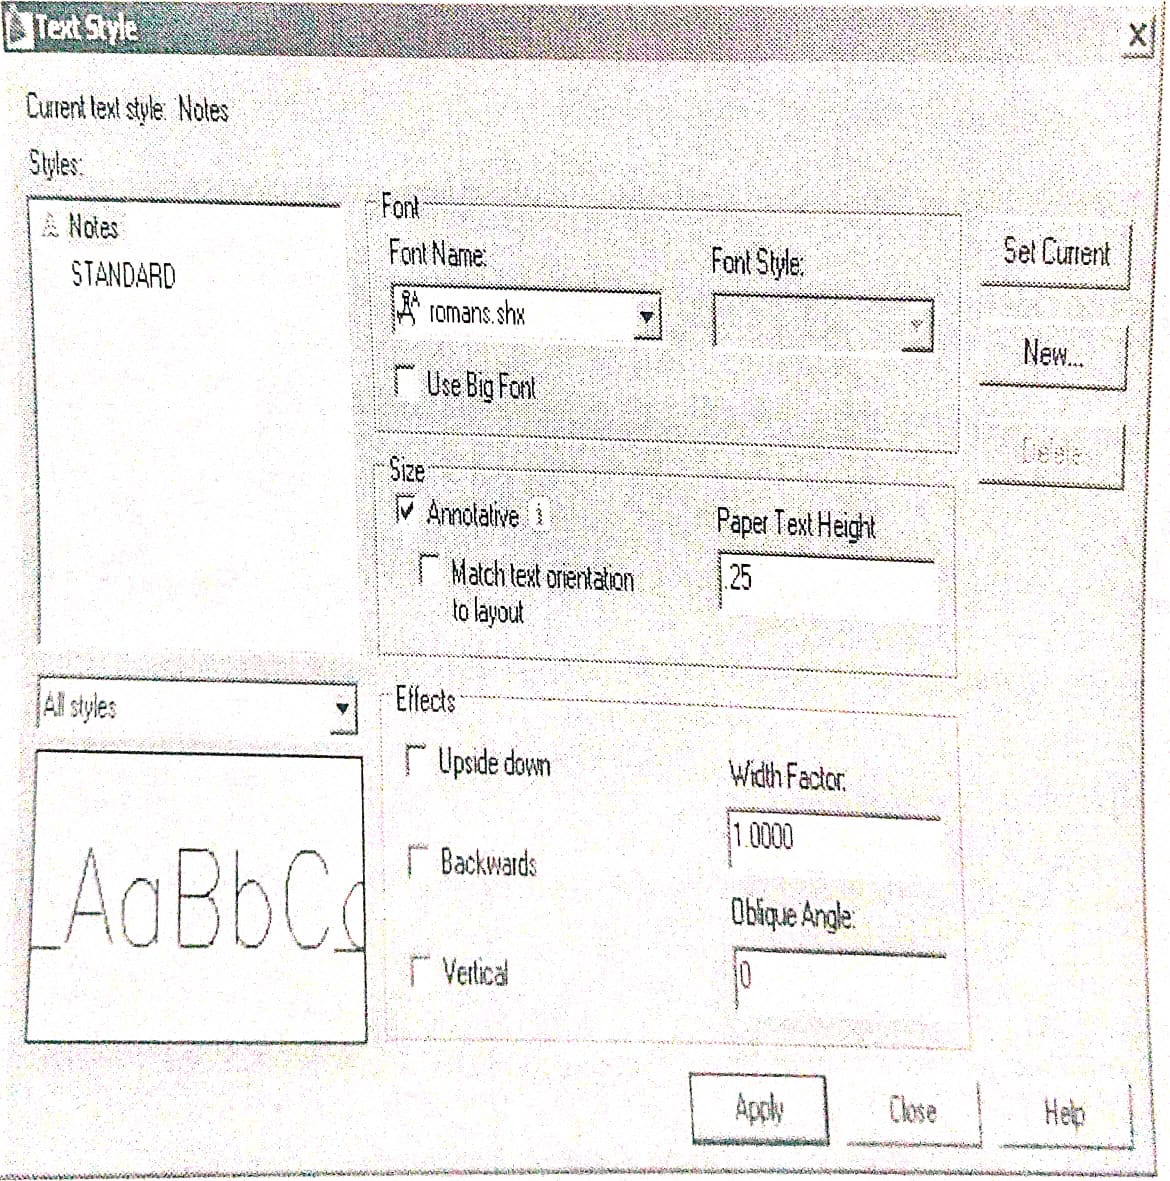 Text Style
X
Current text style: Notes
Styles:
Notes
STANDARD
Font
Font Name:
Font Style:
romans.shx
Use Big Font
Set Current
New...
Delete
Size
Annotative i
Match text orientation
to layout
Paper Text Height
.25
All styles
Effects
Upside down
Backwards
Vertical
Width Factor:
1.0000
Oblique Angle:
0
AaBbC
Apply
Close
Help